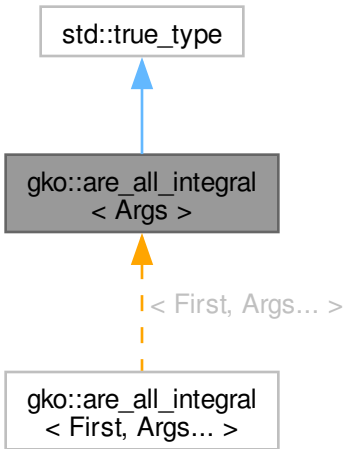 std::true_type
gko::are_all_integral
< Args >
< First, Args... >
gko::are_all_integral
< First, Args... >